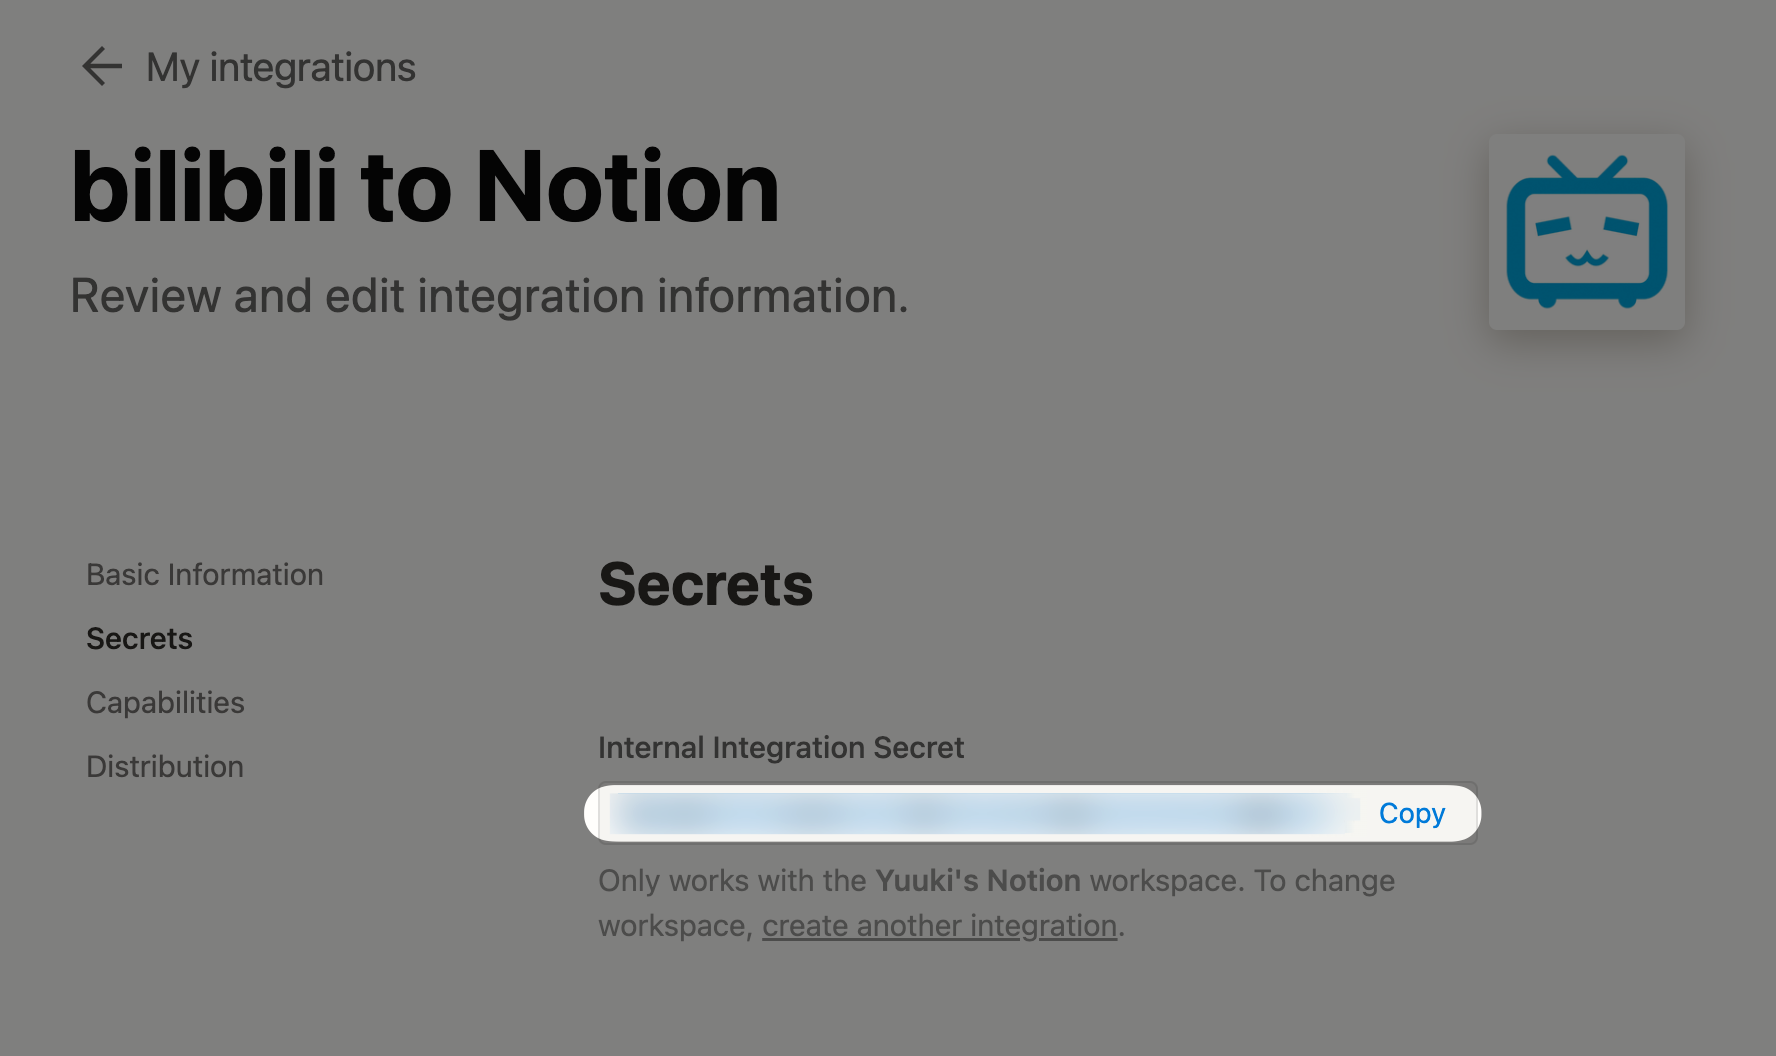 My integrations
bilibili to Notion
Review and edit integration information.
Basic Information
Secrets
Capabilities
Distribution
Secrets
Internal Integration Secret
Copy
Only works with the Yuuki's Notion workspace. To change
workspace, create another integration.